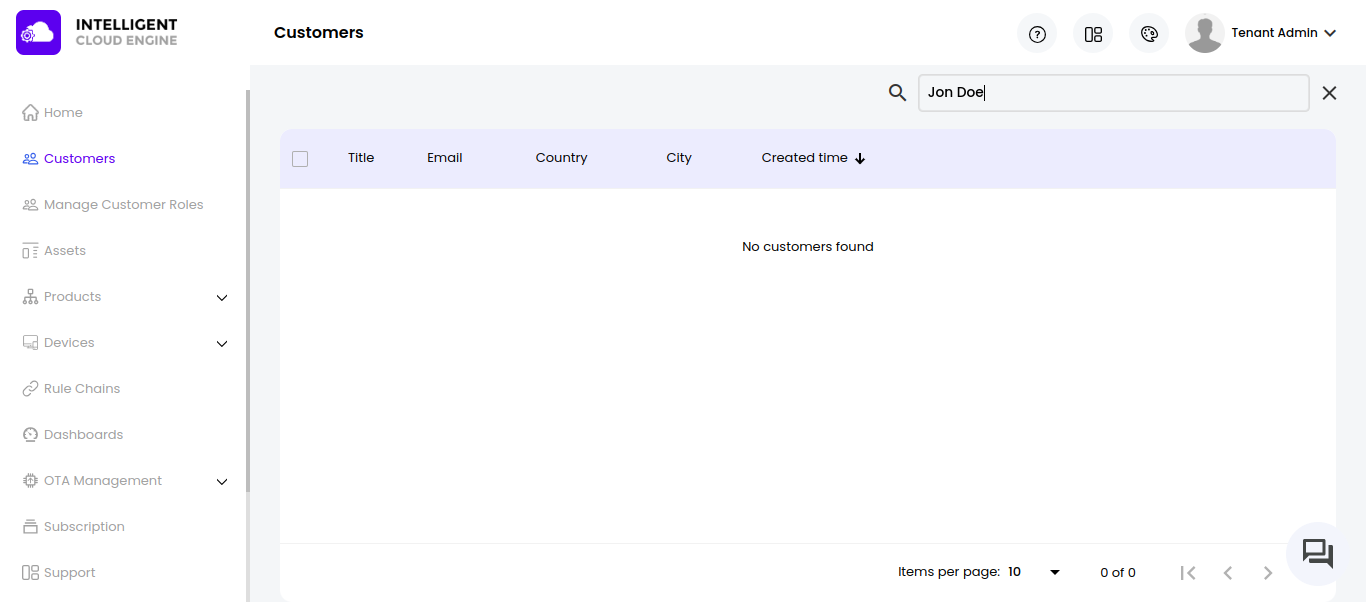 INTELLIGENT
CLOUD ENGINE
Customers
Tenant Admin
Home
Customers
Manage Customer Roles
Assets
Products
Devices
Rule Chains
Dashboards
OTA Management
Subscription
Support
Jon Doe
Title Email Country City Created time
No customers found
Items per page: 10 0 of 0